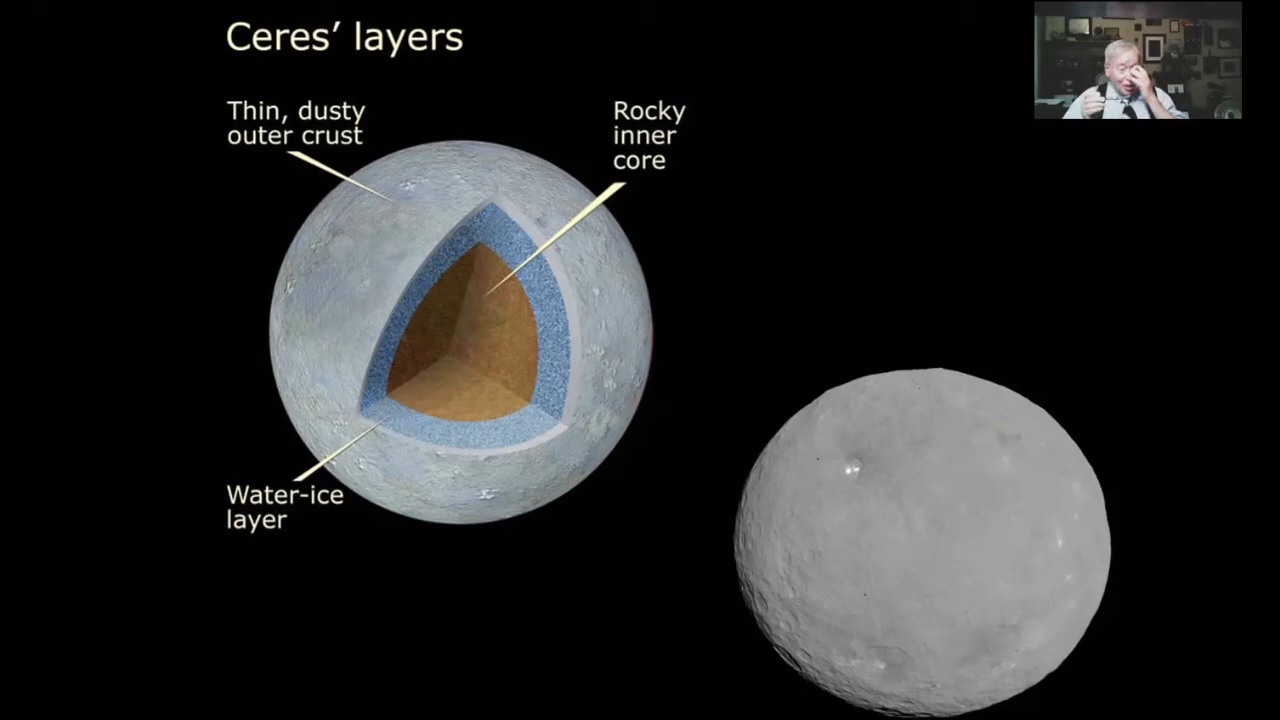 Ceres’ layers
Thin, dusty
outer crust
Rocky
inner
core
Water-ice
layer